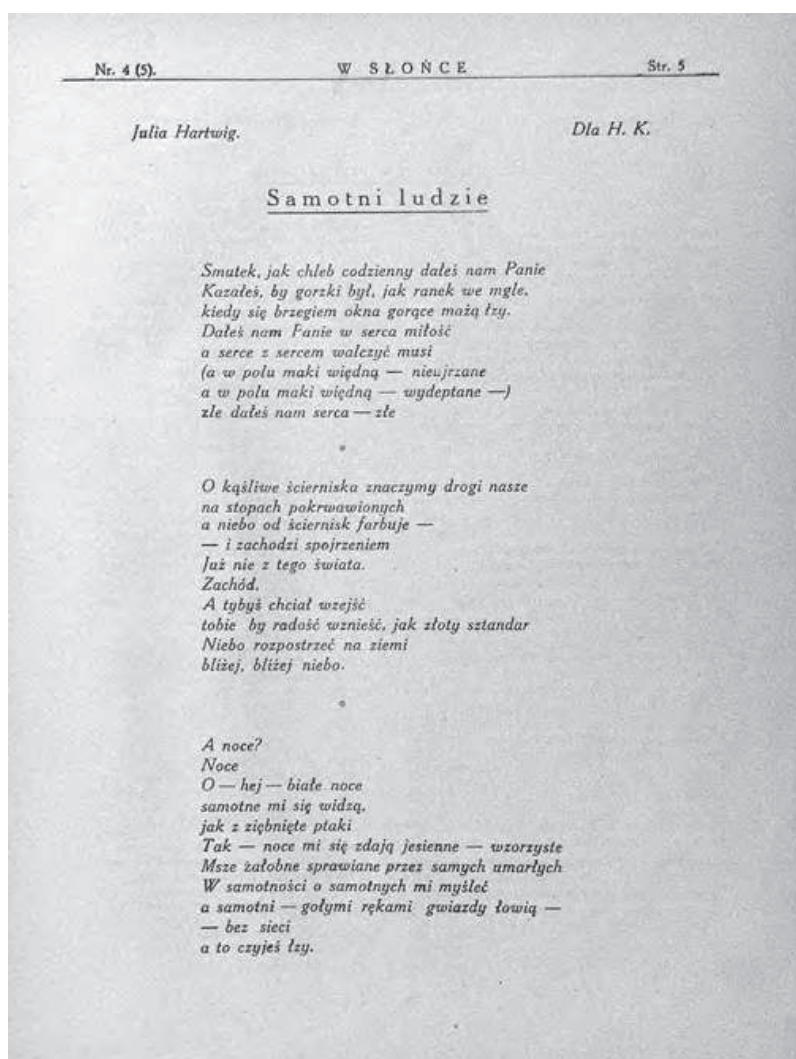 Nr. 4 (5). W SŁOŃCE Str. 5
Julia Hartwig. Dla H. K.
Samotni ludzie
Smutek, jak chleb codzienny dałeś nam Panie
Kazałeś, by gorzki był, jak ranek we mgle,
kiedy się brzegiem okna gorące mażą łzy.
Dałeś nam Panie w serca miłość
a serce z sercem walczyć musi
(a w polu maki więdną — nieujrzane
a w polu maki więdną — wydeptane —)
złe dałeś nam serca — złe
*
O kąśliwe ścierniska znaczymy drogi nasze
na stopach pokrwawionych
a niebo od ściernisk farbuje —
— i zachodzi spojrzeniem
Już nie z tego świata.
Zachód.
A tybyś chciał wzejść
tobie by radość wznieść, jak złoty sztandar
Niebo rozpostrzeć na ziemi
bliżej, bliżej niebo.
*
A noce?
Noce
O — hej — białe noce
samotne mi się widzą,
jak z ziębnięte ptaki
Tak — noce mi się zdają jesienne — wzorzyste
Msze żałobne sprawiane przez samych umarłych
W samotności o samotnych mi myśleć
a samotni — gołymi rękami gwiazdy łowią —
— bez sieci
a to czyjeś łzy.